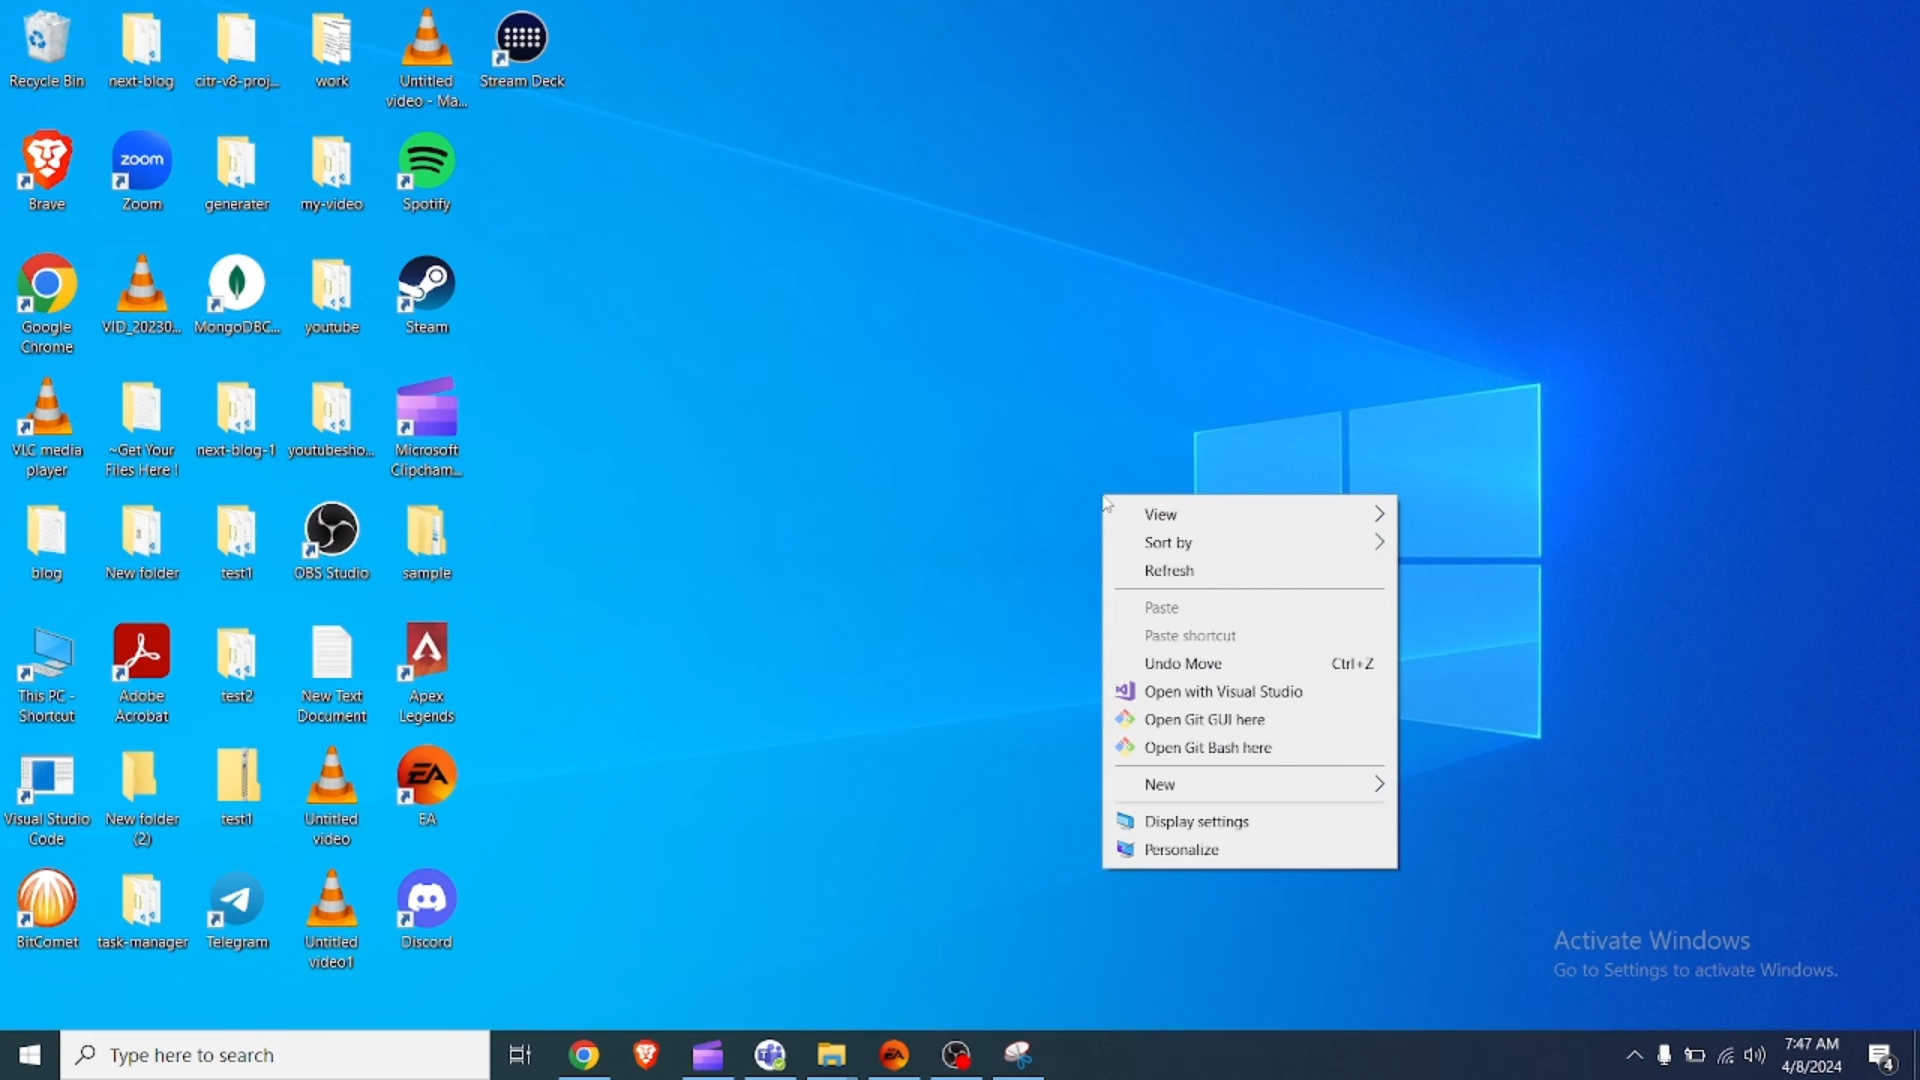 Recycle Bin
next-blog
citr-v8-proj...
work
Untitled
video - Ma...
Stream Deck
Brave
zoom
Zoom
generater
my-video
Spotify
Google
Chrome
VID_20230...
MongoDBC...
youtube
Steam
VLC media
player
~Get Your
Files Here !
next-blog-1
youtubesho...
Microsoft
Clipcham...
blog
New folder
test1
OBS Studio
sample
This PC -
Shortcut
Adobe
Acrobat
test2
New Text
Document
Apex
Legends
Visual Studio
Code
New folder
(2)
test1
Untitled
video
EA
EA
BitComet
task-manager
Telegram
Untitled
video1
Discord
View
Sort by
Refresh
Paste
Paste shortcut
Undo Move Ctrl+Z
Open with Visual Studio
Open Git GUI here
Open Git Bash here
New
Display settings
Personalize
Activate Windows
Go to Settings to activate Windows.
Type here to search
EA
7:47 AM
4/8/2024
4